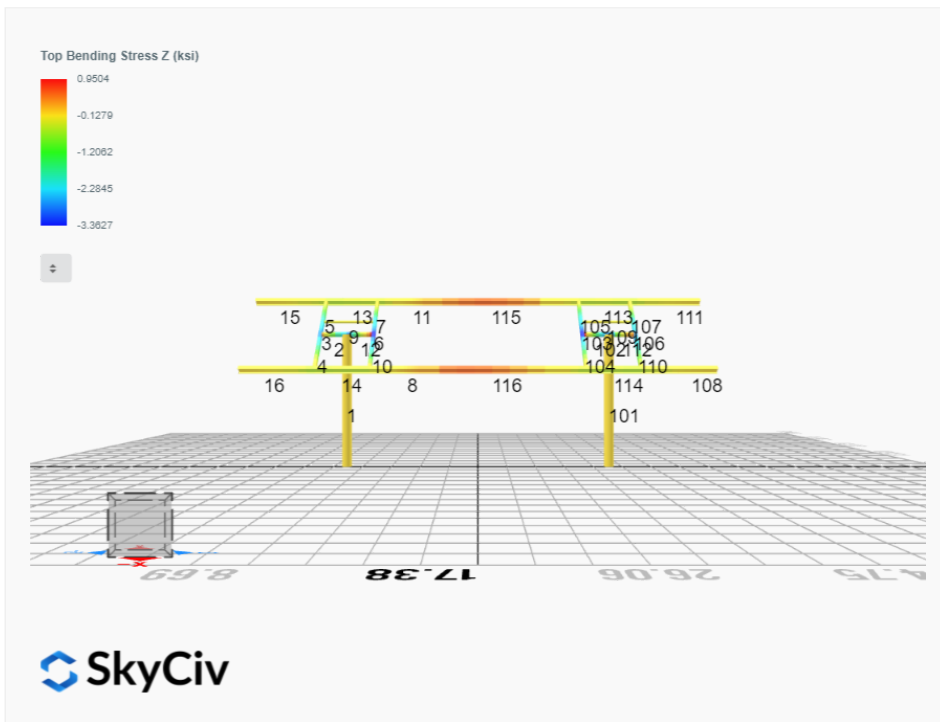 Top Bending Stress Z (ksi)
0.9504
-0.1279
-1.2062
-2.2845
-3.3627
15 13 11 115 113 111
5 7 105 107
3 2 9 12 6 103 102 109 112 106
4 10 104 110
16 14 8 116 114 108
1 101
-x
8.69 17.38 26.06
SkyCiv